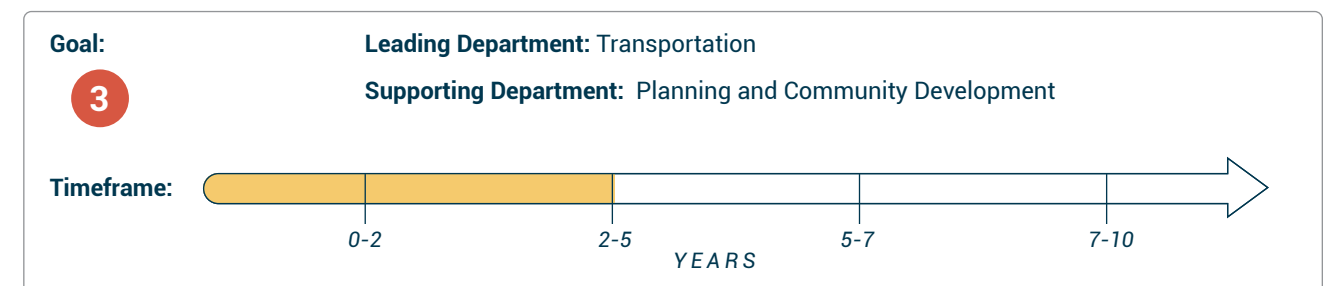 Goal:
Leading Department: Transportation
3
Supporting Department: Planning and Community Development
Timeframe:
0-2
2-5
5-7
7-10
YEARS